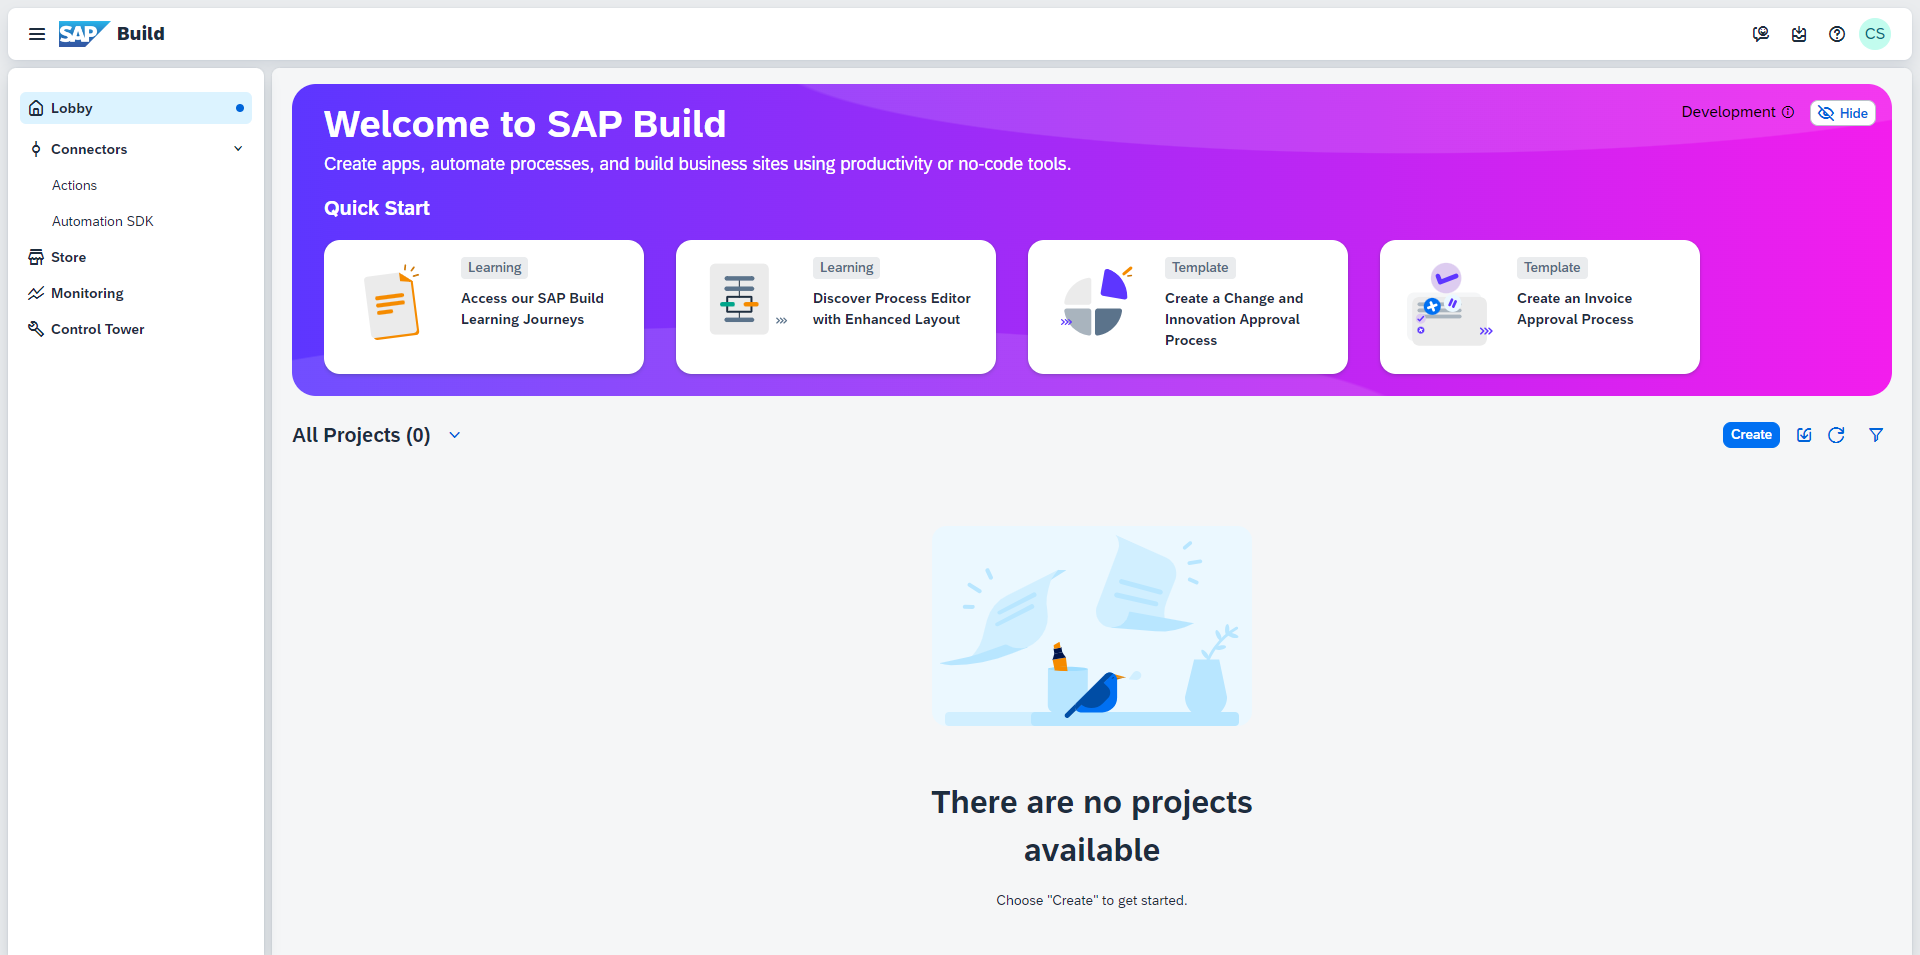 SAP Build
CS
Lobby
Connectors
Actions
Automation SDK
Store
Monitoring
Control Tower
Welcome to SAP Build
Development
Hide
Create apps, automate processes, and build business sites using productivity or no-code tools.
Quick Start
Learning
Access our SAP Build
Learning Journeys
Learning
Discover Process Editor
with Enhanced Layout
Template
Create a Change and
Innovation Approval
Process
Template
Create an Invoice
Approval Process
All Projects (0)
Create
There are no projects
available
Choose "Create" to get started.